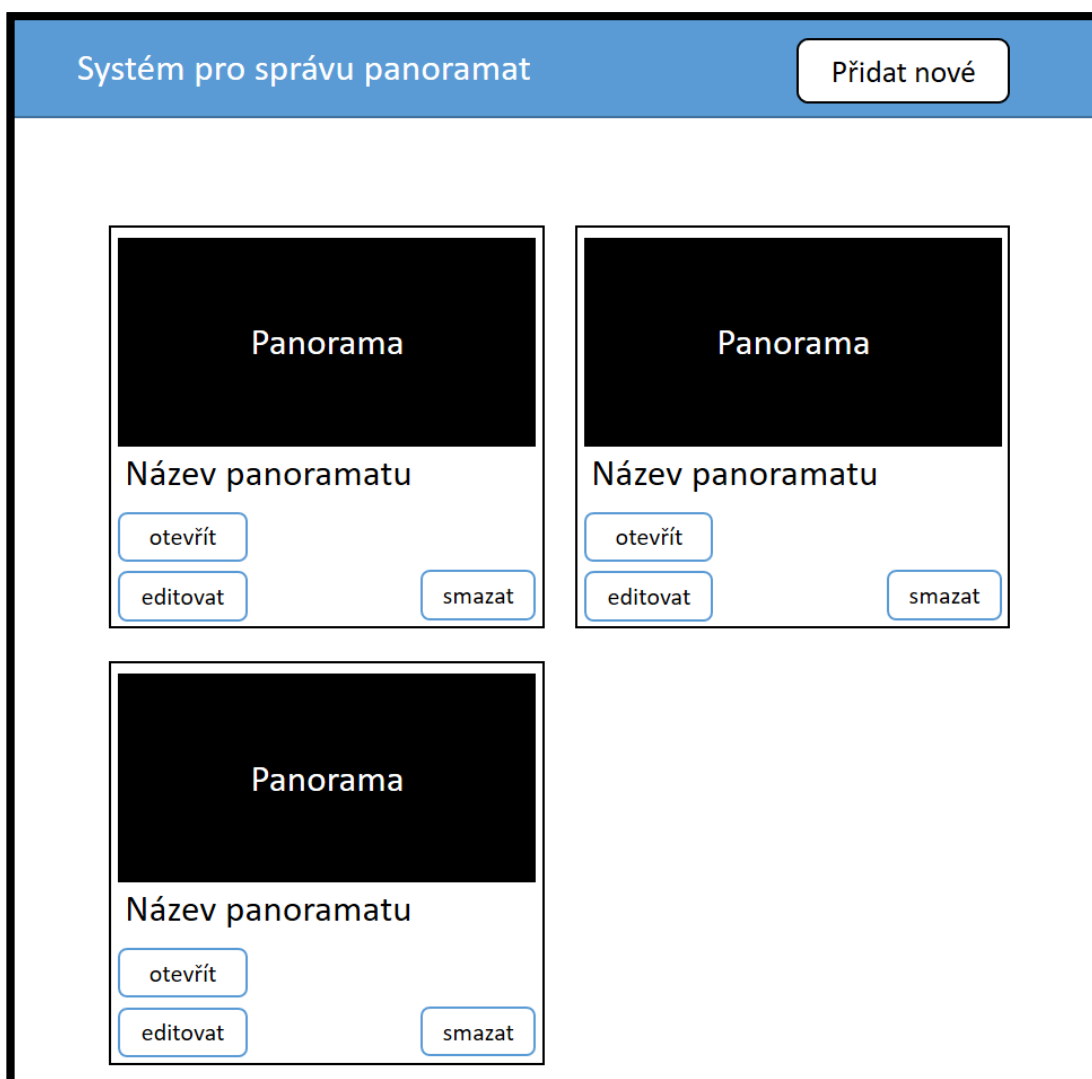 Systém pro správu panoramat
Přidat nové
Panorama
Název panoramatu
otevřít
editovat
smazat
Panorama
Název panoramatu
otevřít
editovat
smazat
Panorama
Název panoramatu
otevřít
editovat
smazat